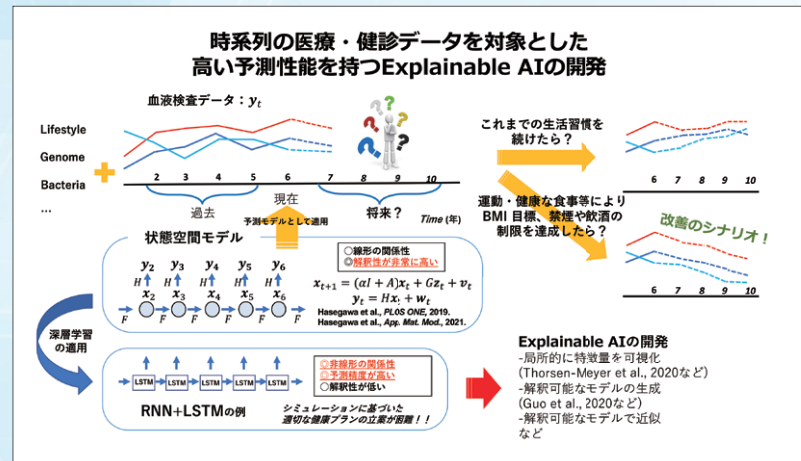 時系列の医療・健診データを対象とした
高い予測性能を持つExplainable AIの開発
血液検査データ：yt
Lifestyle
Genome
Bacteria
…
2 3 4 5 6 7 8 9 10
過去
現在
将来？
Time (年)
予測モデルとして適用
これまでの生活習慣を
続けたら？
6 7 8 9 10
運動・健康な食事等により
BMI 目標、禁煙や飲酒の
制限を達成したら？
改善のシナリオ！
6 7 8 9 10
状態空間モデル
y2 y3 y4 y5 y6
H H H H H
x2 x3 x4 x5 x6
F F F F F F
○線形の関係性
◎解釈性が非常に高い
xt+1 = (αI + A)xt + Gzt + vt
yt = Hxt + wt
Hasegawa et al., PLOS ONE, 2019.
Hasegawa et al., App. Mat. Mod., 2021.
深層学習
の適用
LSTM LSTM LSTM LSTM LSTM
RNN+LSTMの例
◎非線形の関係性
◎予測精度が高い
○解釈性が低い
シミュレーションに基づいた
適切な健康プランの立案が困難！！
Explainable AIの開発
-局所的に特徴量を可視化
(Thorsen-Meyer et al., 2020など)
-解釈可能なモデルの生成
(Guo et al., 2020など)
-解釈可能なモデルで近似
など